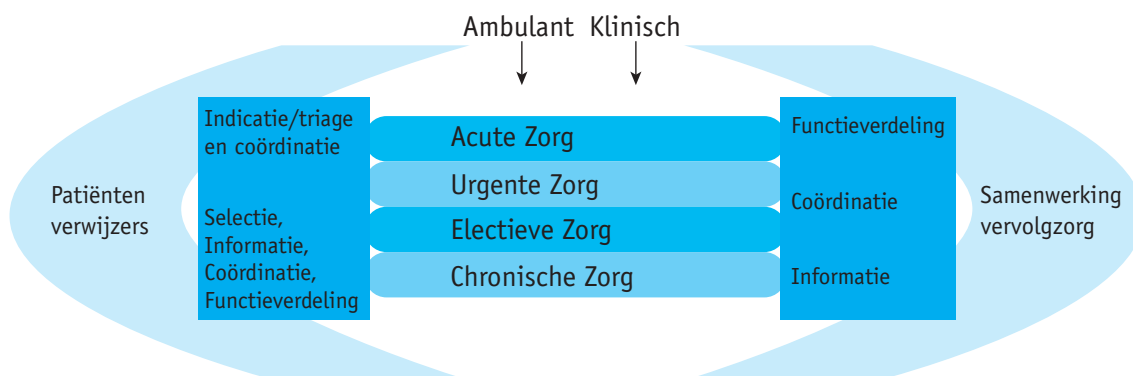 Ambulant Klinisch
Patiënten
verwijzers
Indicatie/triage
en coördinatie
Selectie,
Informatie,
Coördinatie,
Functieverdeling
Acute Zorg
Urgente Zorg
Electieve Zorg
Chronische Zorg
Functieverdeling
Coördinatie
Informatie
Samenwerking
vervolgzorg